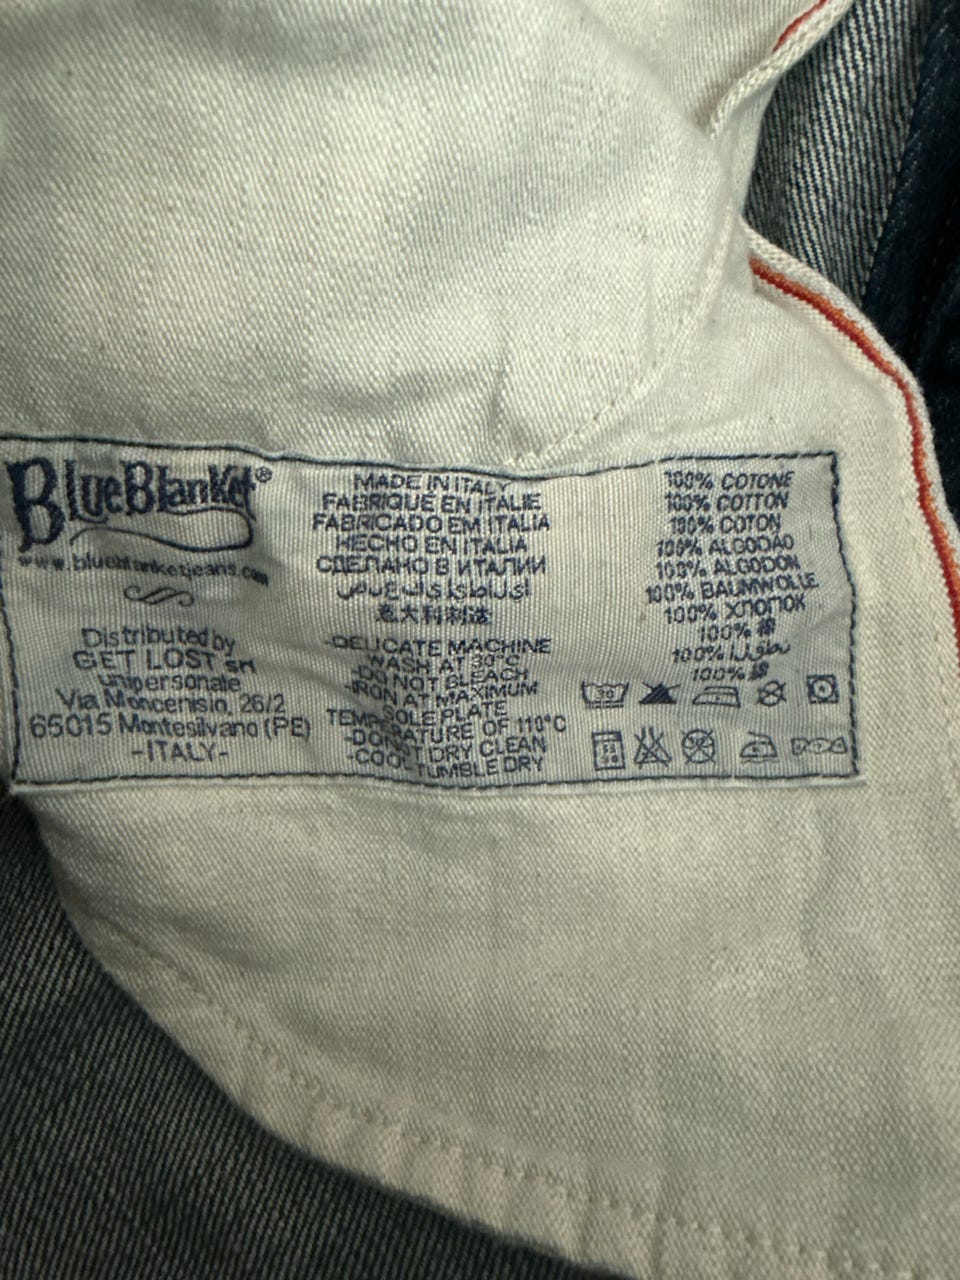 BlueBlanket®
www.blueblanketjeans.com
Distributed by
GET LOST srl
unipersonale
Via Moncenisio, 26/2
65015 Montesilvano (PE)
-ITALY-
MADE IN ITALY
FABRIQUÉ EN ITALIE
FABRICADO EM ITALIA
HECHO EN ITALIA
СДЕЛАНО В ИТАЛИИ
意大利制造
-DELICATE MACHINE
WASH AT 30°C
-DO NOT BLEACH
-IRON AT MAXIMUM
SOLE PLATE
TEMPERATURE OF 110°C
-DO NOT DRY CLEAN
-COOL TUMBLE DRY
100% COTONE
100% COTTON
100% COTON
100% ALGODÃO
100% ALGODON
100% BAUMWOLLE
100% ХЛОПОК
100% 棉
100%
100% 綿
30